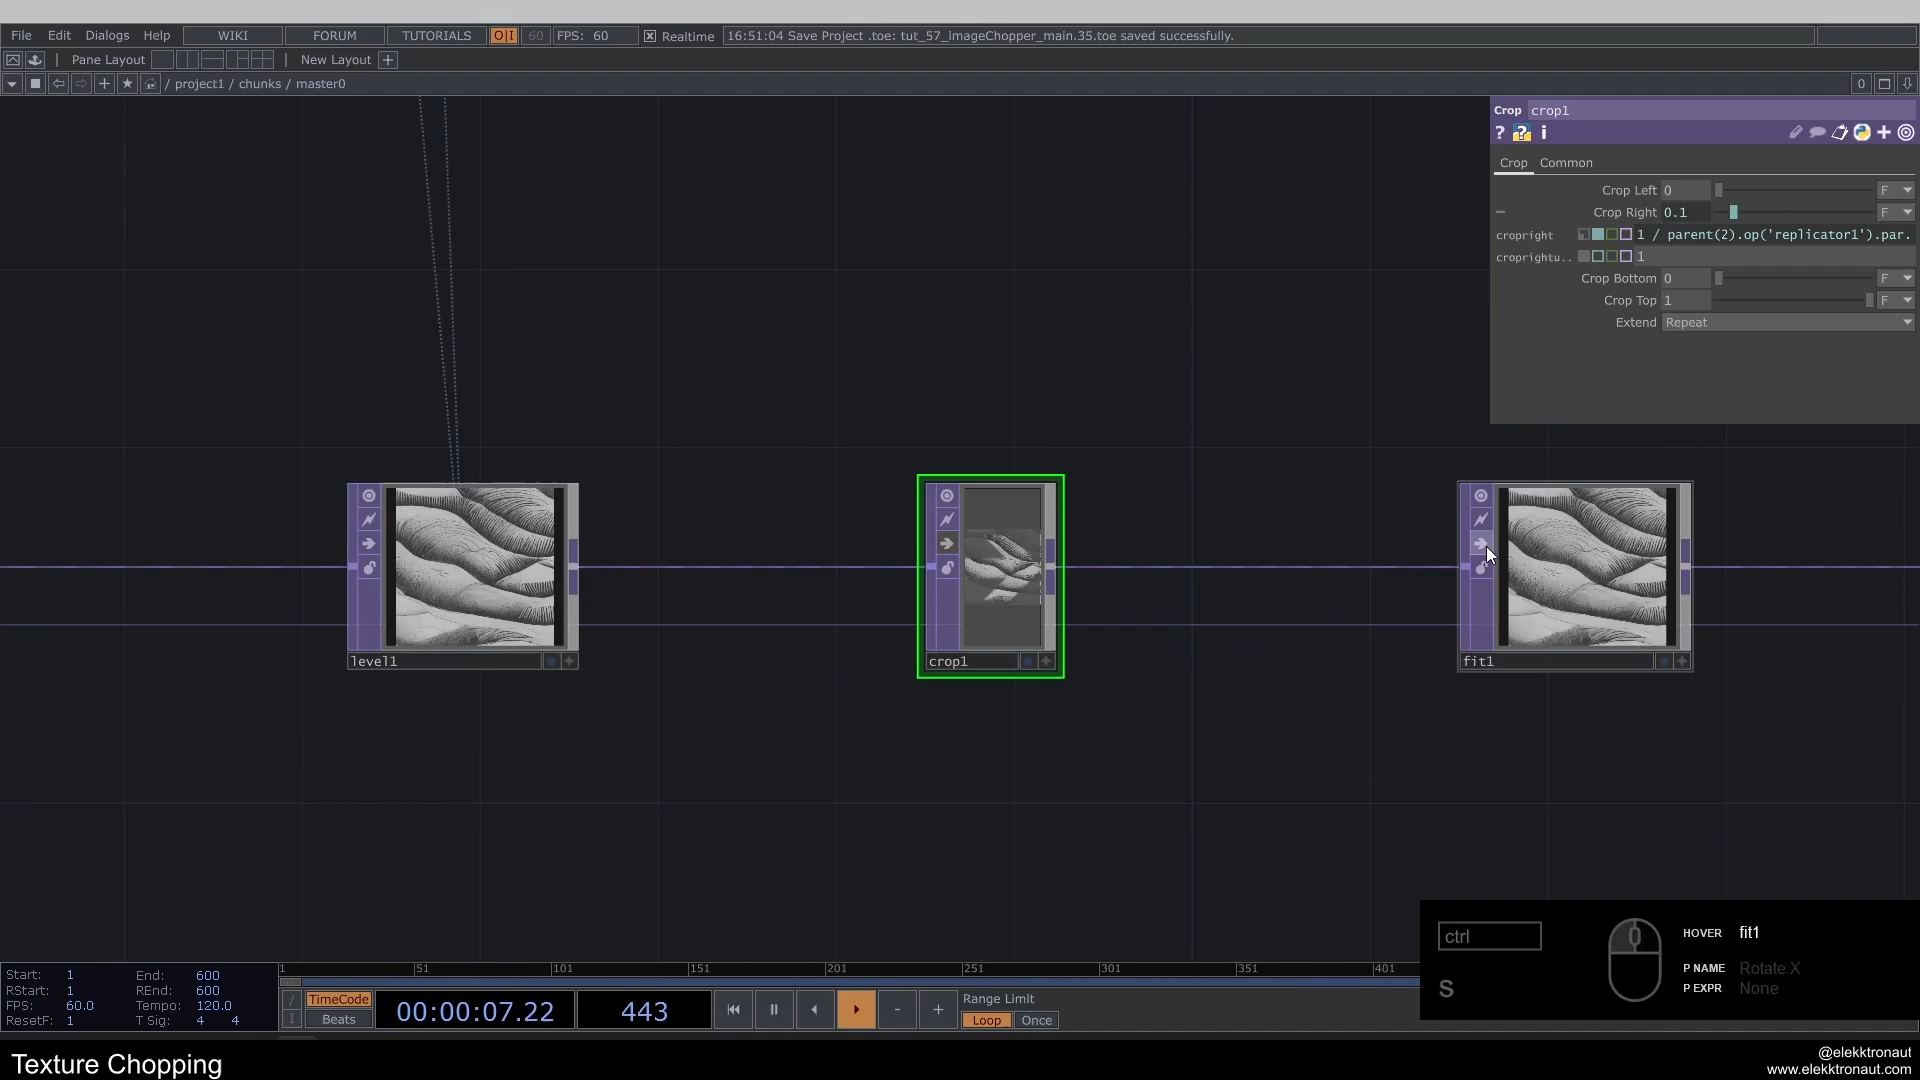 File Edit Dialogs Help WIKI FORUM TUTORIALS O|I 60 FPS: 60 Realtime 16:51:04 Save Project .toe: tut_57_imageChopper_main.35.toe saved successfully.
Pane Layout | New Layout +
/ project1 / chunks / master0 0
Crop crop1
? ? i
Crop Common
Crop Left 0 F
Crop Right 0.1 F
cropright 1 / parent(2).op('replicator1').par.
croprightu.. 1
Crop Bottom 0 F
Crop Top 1 F
Extend Repeat
level1
crop1
fit1
ctrl
S
HOVER fit1
P NAME Rotate X
P EXPR None
Start: 1 End: 600
RStart: 1 REnd: 600
FPS: 60.0 Tempo: 120.0
ResetF: 1 T Sig: 4 4
1 51 101 151 201 251 301 351 401
TimeCode
Beats
00:00:07.22
443
Range Limit
Loop Once
Texture Chopping
@elekktronaut
www.elekktronaut.com